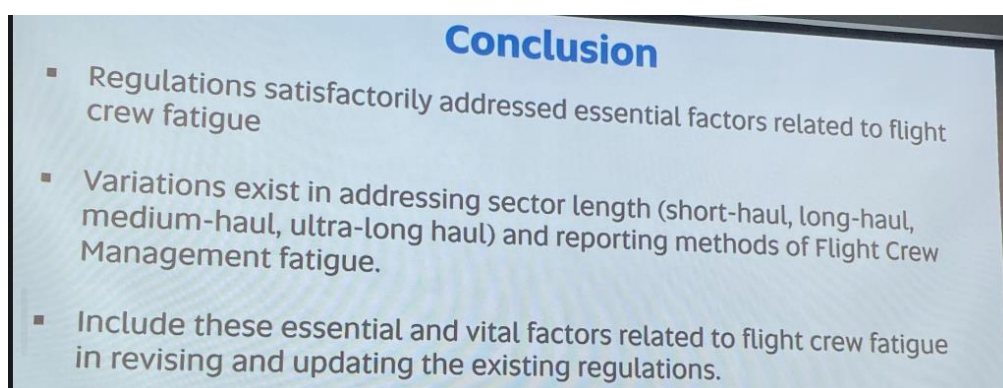 Conclusion
▪ Regulations satisfactorily addressed essential factors related to flight
crew fatigue
▪ Variations exist in addressing sector length (short-haul, long-haul,
medium-haul, ultra-long haul) and reporting methods of Flight Crew
Management fatigue.
▪ Include these essential and vital factors related to flight crew fatigue
in revising and updating the existing regulations.